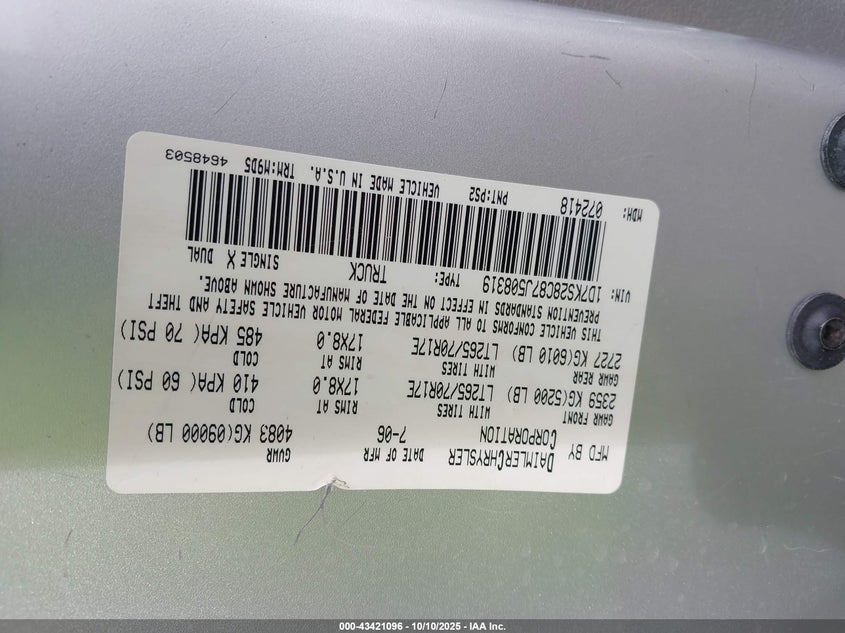 MFD BY DAIMLERCHRYSLER CORPORATION DATE OF MFR 7-06 GVWR 4083 KG(09000 LB)
GAWR FRONT WITH TIRES RIMS AT COLD
2359 KG(5200 LB) LT265/70R17E 17X8.0 410 KPA(60 PSI)
GAWR REAR WITH TIRES RIMS AT COLD
2727 KG(6010 LB) LT265/70R17E 17X8.0 485 KPA(70 PSI)
THIS VEHICLE CONFORMS TO ALL APPLICABLE FEDERAL MOTOR VEHICLE SAFETY AND THEFT
PREVENTION STANDARDS IN EFFECT ON THE DATE OF MANUFACTURE SHOWN ABOVE.
VIN: 1D7KS28C87J508319 TYPE: TRUCK SINGLE X DUAL
MDH: 072418 PNT:PS2 VEHICLE MADE IN U.S.A. TRM:M9D5
4648503
000-43421096 - 10/10/2025 - IAA Inc.